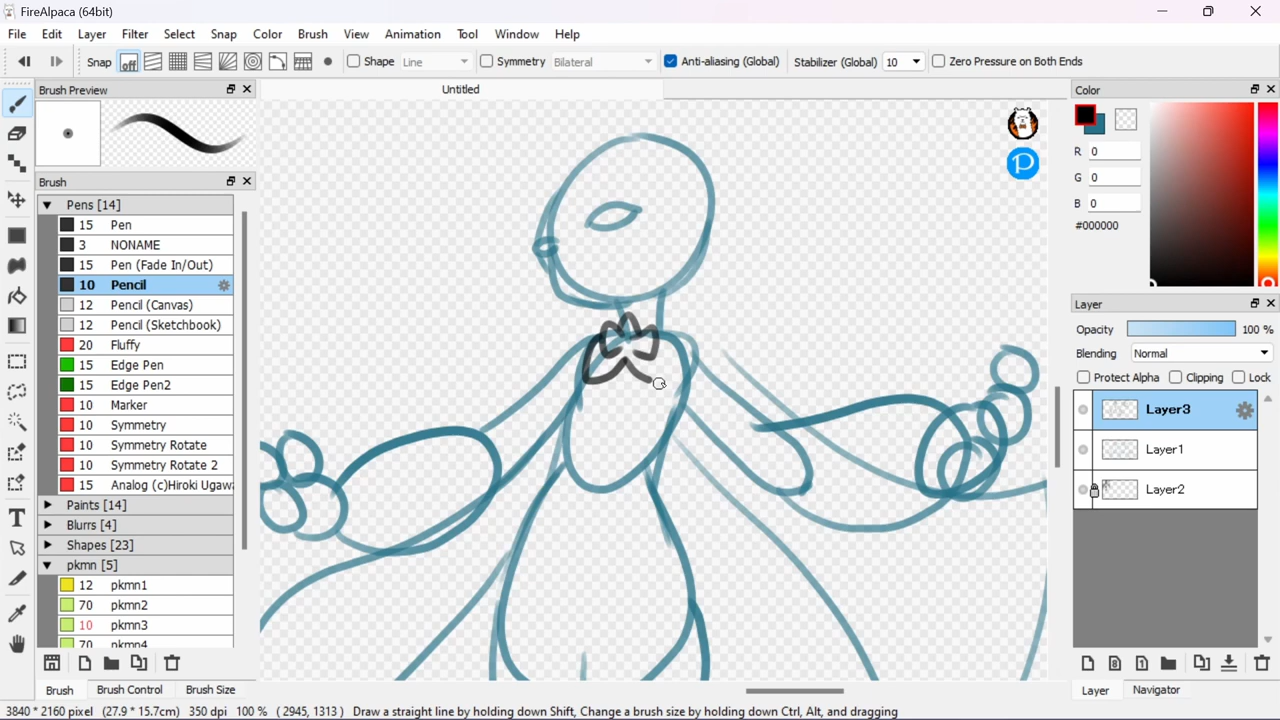 FireAlpaca (64bit)
File Edit Layer Filter Select Snap Color Brush View Animation Tool Window Help
Snap off Shape Line Symmetry Bilateral Anti-aliasing (Global) Stabilizer (Global) 10 Zero Pressure on Both Ends
Brush Preview
Untitled
Color
R 0
G 0
B 0
#000000
P
Brush
Pens [14]
15 Pen
3 NONAME
15 Pen (Fade In/Out)
10 Pencil
12 Pencil (Canvas)
12 Pencil (Sketchbook)
20 Fluffy
15 Edge Pen
15 Edge Pen2
10 Marker
10 Symmetry
10 Symmetry Rotate
10 Symmetry Rotate 2
15 Analog (c)Hiroki Ugaw
Paints [14]
Blurrs [4]
Shapes [23]
pkmn [5]
12 pkmn1
70 pkmn2
10 pkmn3
70 pkmn4
Brush Brush Control Brush Size
Layer
Opacity 100 %
Blending Normal
Protect Alpha Clipping Lock
Layer3
Layer1
Layer2
8 1
Layer Navigator
3840 * 2160 pixel (27.9 * 15.7cm) 350 dpi 100 % ( 2945, 1313 ) Draw a straight line by holding down Shift, Change a brush size by holding down Ctrl, Alt, and dragging